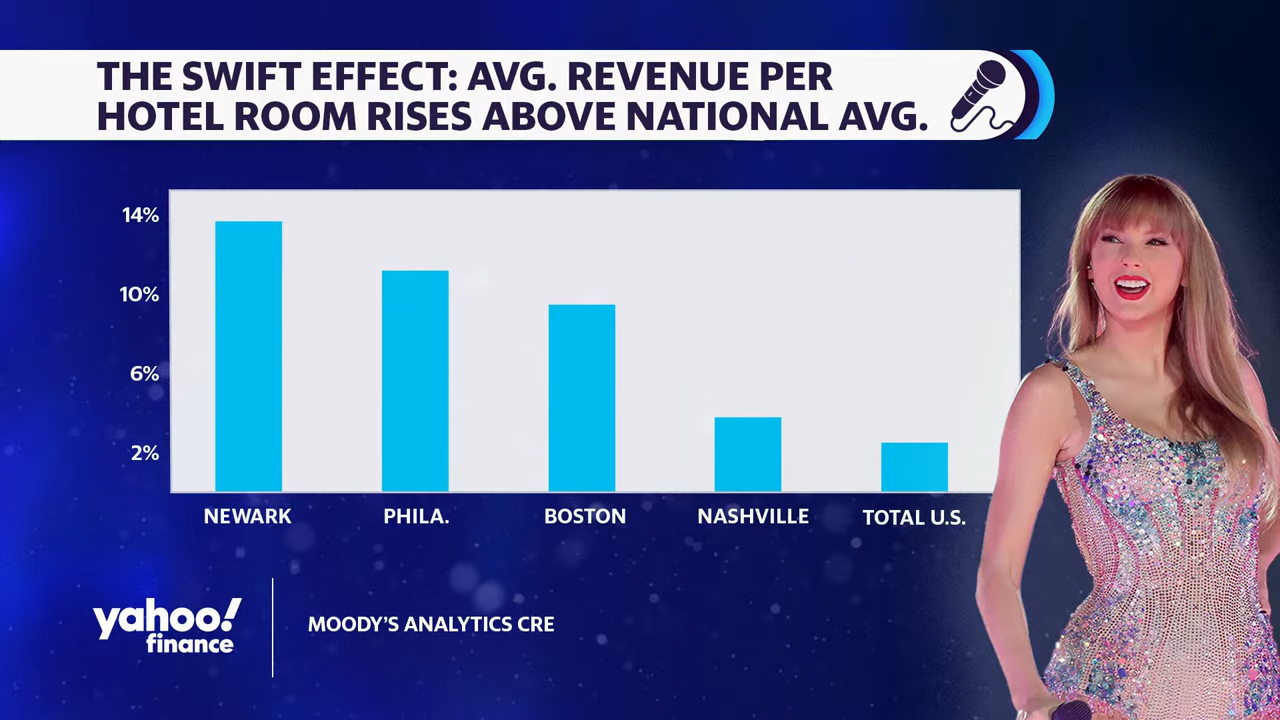 THE SWIFT EFFECT: AVG. REVENUE PER
HOTEL ROOM RISES ABOVE NATIONAL AVG.
14%
10%
6%
2%
NEWARK
PHILA.
BOSTON
NASHVILLE
TOTAL U.S.
yahoo!
finance
MOODY'S ANALYTICS CRE